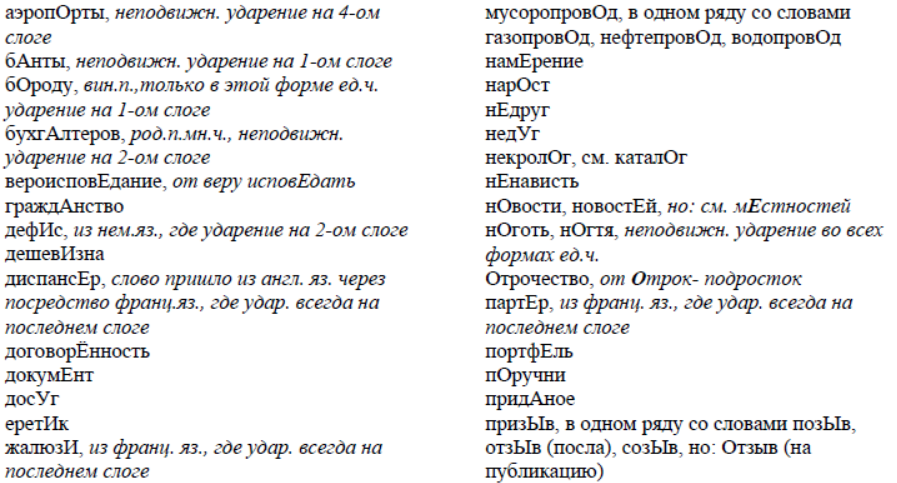 аэропОрты, неподвижн. ударение на 4-ом
слоге
бАнты, неподвижн. ударение на 1-ом слоге
бОроду, вин.п.,только в этой форме ед.ч.
ударение на 1-ом слоге
бухгАлтеров, род.п.мн.ч., неподвижн.
ударение на 2-ом слоге
вероисповЕдание, от веру исповЕдать
граждАнство
дефИс, из нем.яз., где ударение на 2-ом слоге
дешевИзна
диспансЕр, слово пришло из англ. яз. через
посредство франц.яз., где удар. всегда на
последнем слоге
договорЁнность
докумЕнт
досУг
еретИк
жалюзИ, из франц. яз., где удар. всегда на
последнем слоге
мусоропровОд, в одном ряду со словами
газопровОд, нефтепровОд, водопровОд
намЕрение
нарОст
нЕдруг
недУг
некролОг, см. каталОг
нЕнависть
нОвости, новостЕй, но: см. мЕстностей
нОготь, нОгтя, неподвижн. ударение во всех
формах ед.ч.
Отрочество, от Отрок- подросток
партЕр, из франц. яз., где удар. всегда на
последнем слоге
портфЕль
пОручни
придАное
призЫв, в одном ряду со словами позЫв,
отзЫв (посла), созЫв, но: Отзыв (на
публикацию)